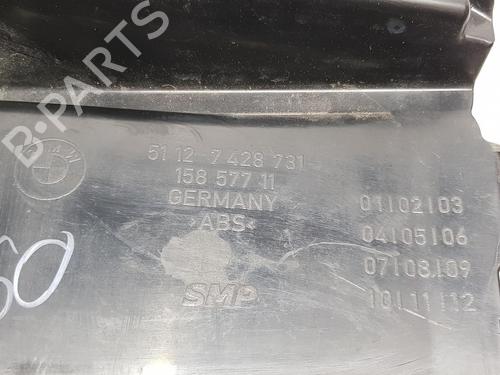 B-PARTS
BMW
51 12 - 7 428 731
158 577 11
GERMANY
>ABS<
SMP
01|02|03
04|05|06
07|08|09
10|11|12